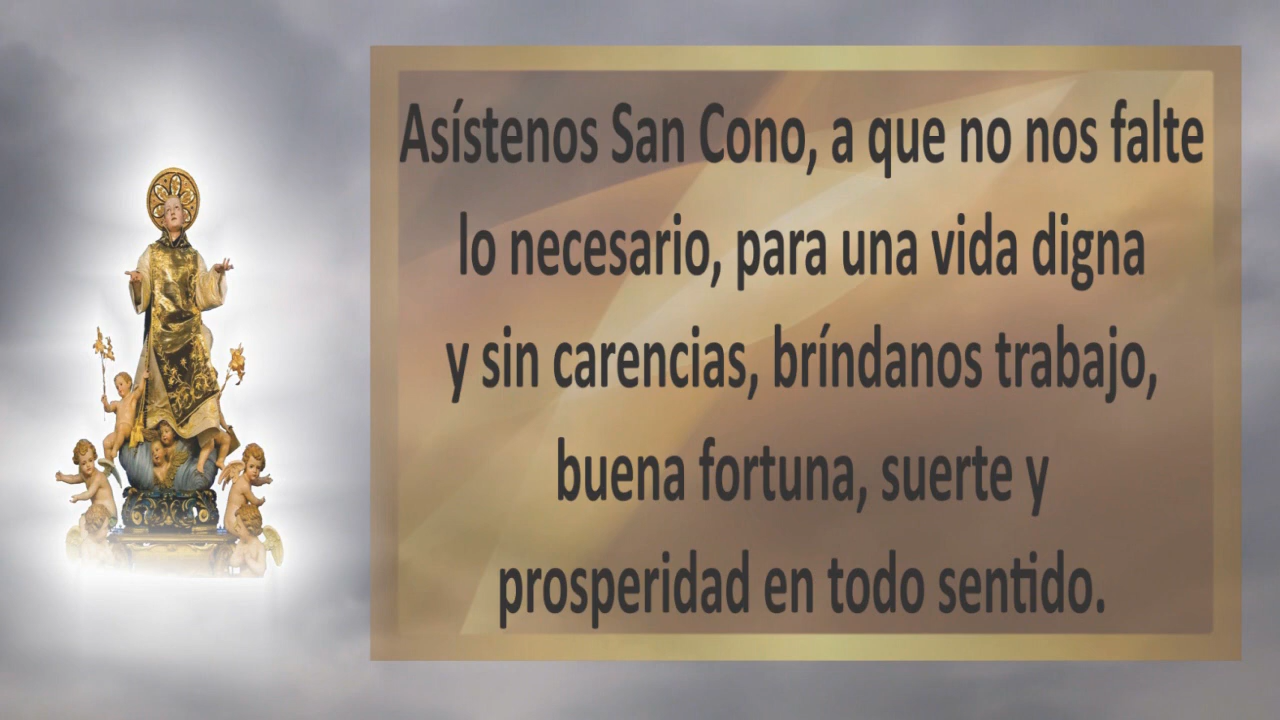 Asístenos San Cono, a que no nos falte
lo necesario, para una vida digna
y sin carencias, bríndanos trabajo,
buena fortuna, suerte y
prosperidad en todo sentido.